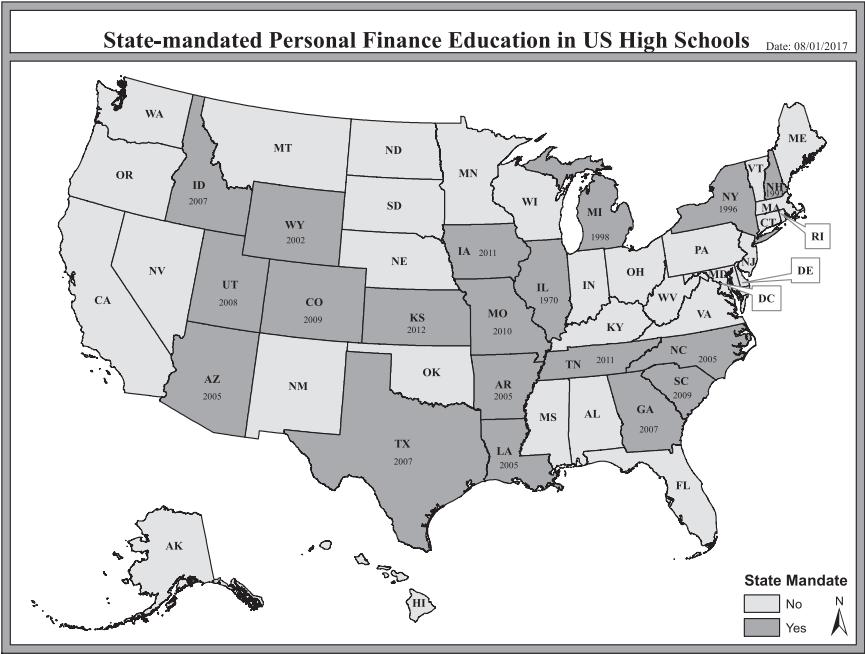 State-mandated Personal Finance Education in US High Schools
Date: 08/01/2017
WA
MT
ND
MN
ME
OR
ID
2007
WY
2002
SD
WI
MI
1998
NY
1996
VT
NH
1993
MA
CT
RI
NV
CA
UT
2008
CO
2009
NE
IA 2011
IL
1970
IN
OH
PA
NJ
MD
DE
DC
WV
VA
KS
2012
MO
2010
KY
AZ
2005
NM
OK
AR
2005
TN 2011
NC 2005
SC
2009
MS
AL
GA
2007
TX
2007
LA
2005
FL
AK
HI
State Mandate
No
Yes
N